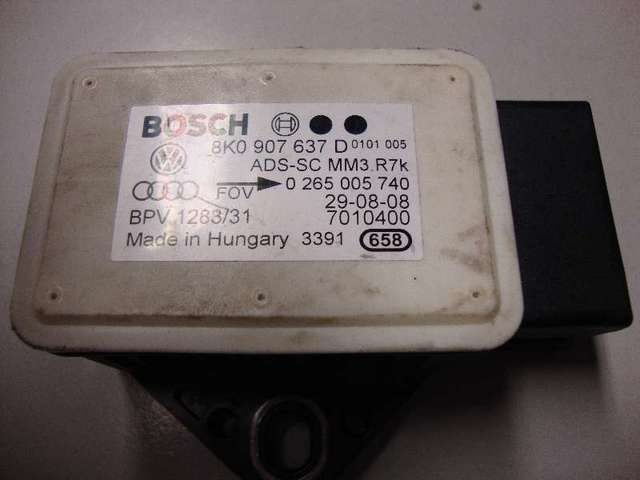 BOSCH
8K0 907 637 D 0101 005
ADS-SC MM3 R7k
FOV 0 265 005 740
29-08-08
BPV 1283/31 7010400
Made in Hungary 3391 658